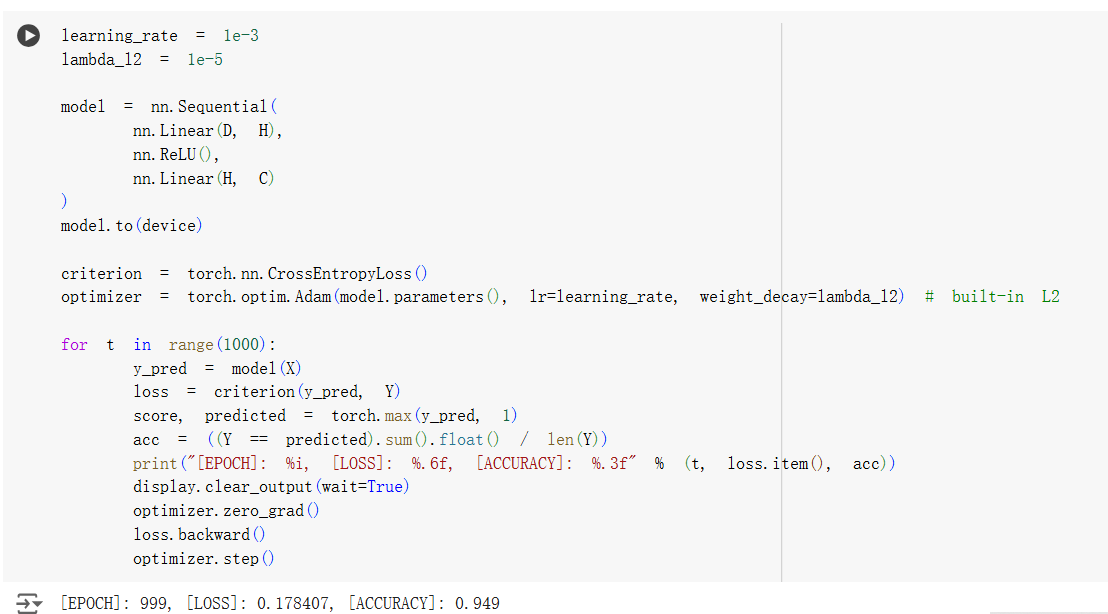 learning_rate = 1e-3
lambda_l2 = 1e-5
model = nn.Sequential(
nn.Linear(D, H),
nn.ReLU(),
nn.Linear(H, C)
)
model.to(device)
criterion = torch.nn.CrossEntropyLoss()
optimizer = torch.optim.Adam(model.parameters(), lr=learning_rate, weight_decay=lambda_l2) # built-in L2
for t in range(1000):
y_pred = model(X)
loss = criterion(y_pred, Y)
score, predicted = torch.max(y_pred, 1)
acc = ((Y == predicted).sum().float() / len(Y))
print("[EPOCH]: %i, [LOSS]: %.6f, [ACCURACY]: %.3f" % (t, loss.item(), acc))
display.clear_output(wait=True)
optimizer.zero_grad()
loss.backward()
optimizer.step()
[EPOCH]: 999, [LOSS]: 0.178407, [ACCURACY]: 0.949